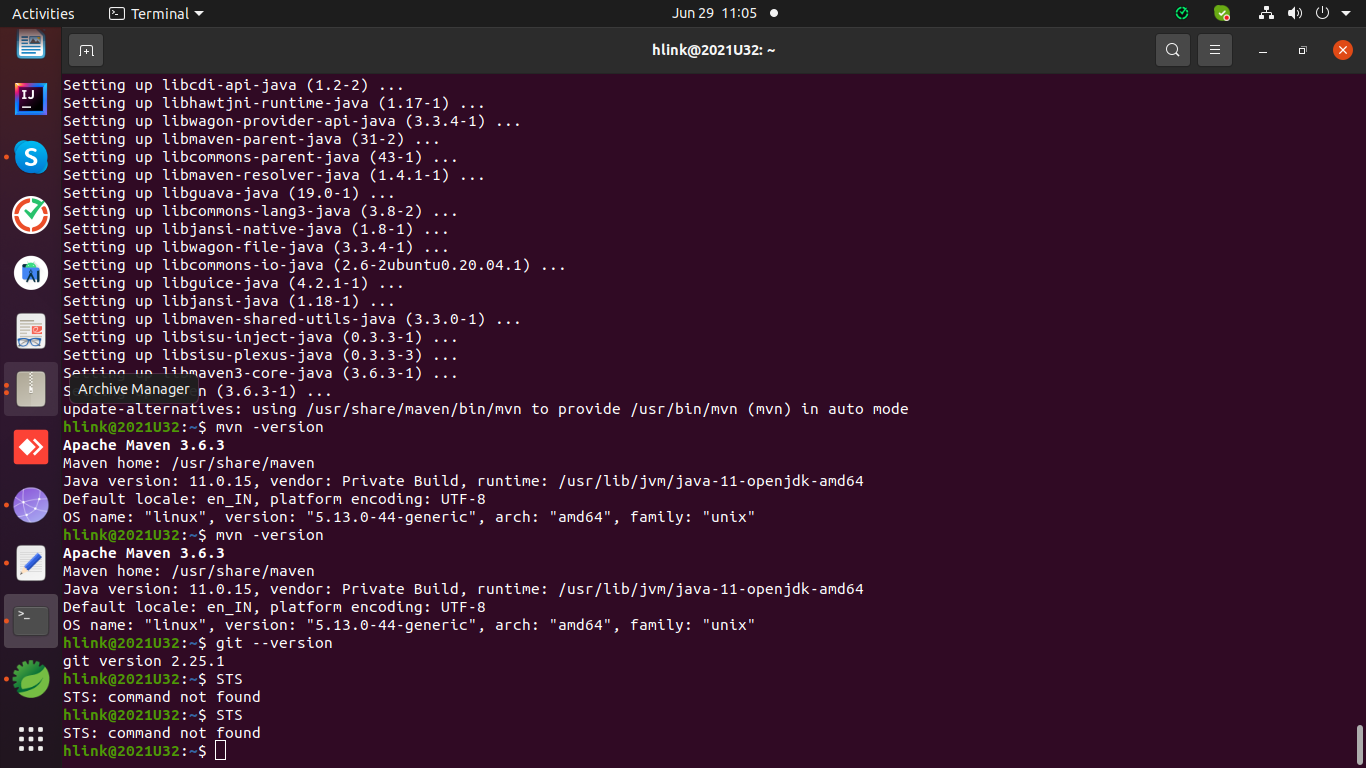 Activities
Terminal
Jun 29 11:05
hlink@2021U32: ~
Setting up libcdi-api-java (1.2-2) ...
Setting up libhawtjni-runtime-java (1.17-1) ...
Setting up libwagon-provider-api-java (3.3.4-1) ...
Setting up libmaven-parent-java (31-2) ...
Setting up libcommons-parent-java (43-1) ...
Setting up libmaven-resolver-java (1.4.1-1) ...
Setting up libguava-java (19.0-1) ...
Setting up libcommons-lang3-java (3.8-2) ...
Setting up libjansi-native-java (1.8-1) ...
Setting up libwagon-file-java (3.3.4-1) ...
Setting up libcommons-io-java (2.6-2ubuntu0.20.04.1) ...
Setting up libguice-java (4.2.1-1) ...
Setting up libjansi-java (1.18-1) ...
Setting up libmaven-shared-utils-java (3.3.0-1) ...
Setting up libsisu-inject-java (0.3.3-1) ...
Setting up libsisu-plexus-java (0.3.3-3) ...
Setting up libmaven3-core-java (3.6.3-1) ...
Archive Manager
(3.6.3-1) ...
update-alternatives: using /usr/share/maven/bin/mvn to provide /usr/bin/mvn (mvn) in auto mode
hlink@2021U32:~$ mvn -version
Apache Maven 3.6.3
Maven home: /usr/share/maven
Java version: 11.0.15, vendor: Private Build, runtime: /usr/lib/jvm/java-11-openjdk-amd64
Default locale: en_IN, platform encoding: UTF-8
OS name: "linux", version: "5.13.0-44-generic", arch: "amd64", family: "unix"
hlink@2021U32:~$ mvn -version
Apache Maven 3.6.3
Maven home: /usr/share/maven
Java version: 11.0.15, vendor: Private Build, runtime: /usr/lib/jvm/java-11-openjdk-amd64
Default locale: en_IN, platform encoding: UTF-8
OS name: "linux", version: "5.13.0-44-generic", arch: "amd64", family: "unix"
hlink@2021U32:~$ git --version
git version 2.25.1
hlink@2021U32:~$ STS
STS: command not found
hlink@2021U32:~$ STS
STS: command not found
hlink@2021U32:~$